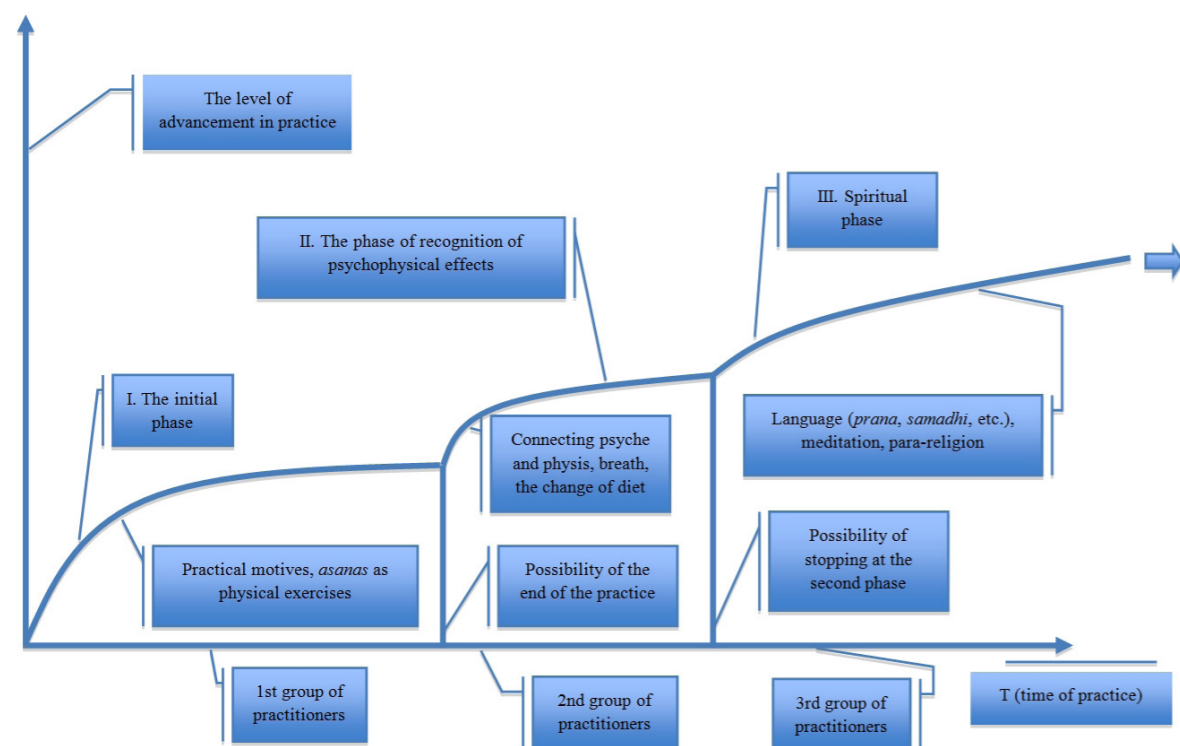 The level of
advancement in practice
III. Spiritual
phase
II. The phase of recognition of
psychophysical effects
I. The initial
phase
Language (prana, samadhi, etc.),
meditation, para-religion
Connecting psyche
and physis, breath,
the change of diet
Possibility of
stopping at the
second phase
Practical motives, asanas as
physical exercises
Possibility of the
end of the practice
1st group of
practitioners
2nd group of
practitioners
3rd group of
practitioners
T (time of practice)